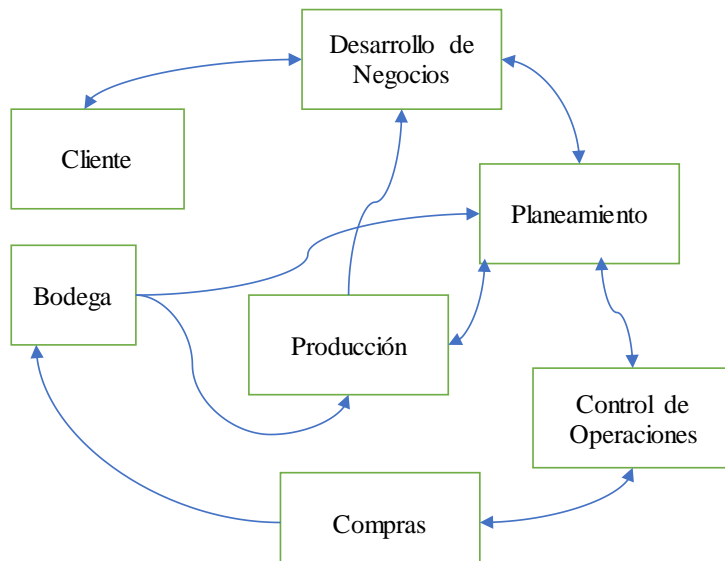 Desarrollo de
Negocios
Cliente
Planeamiento
Bodega
Producción
Control de
Operaciones
Compras